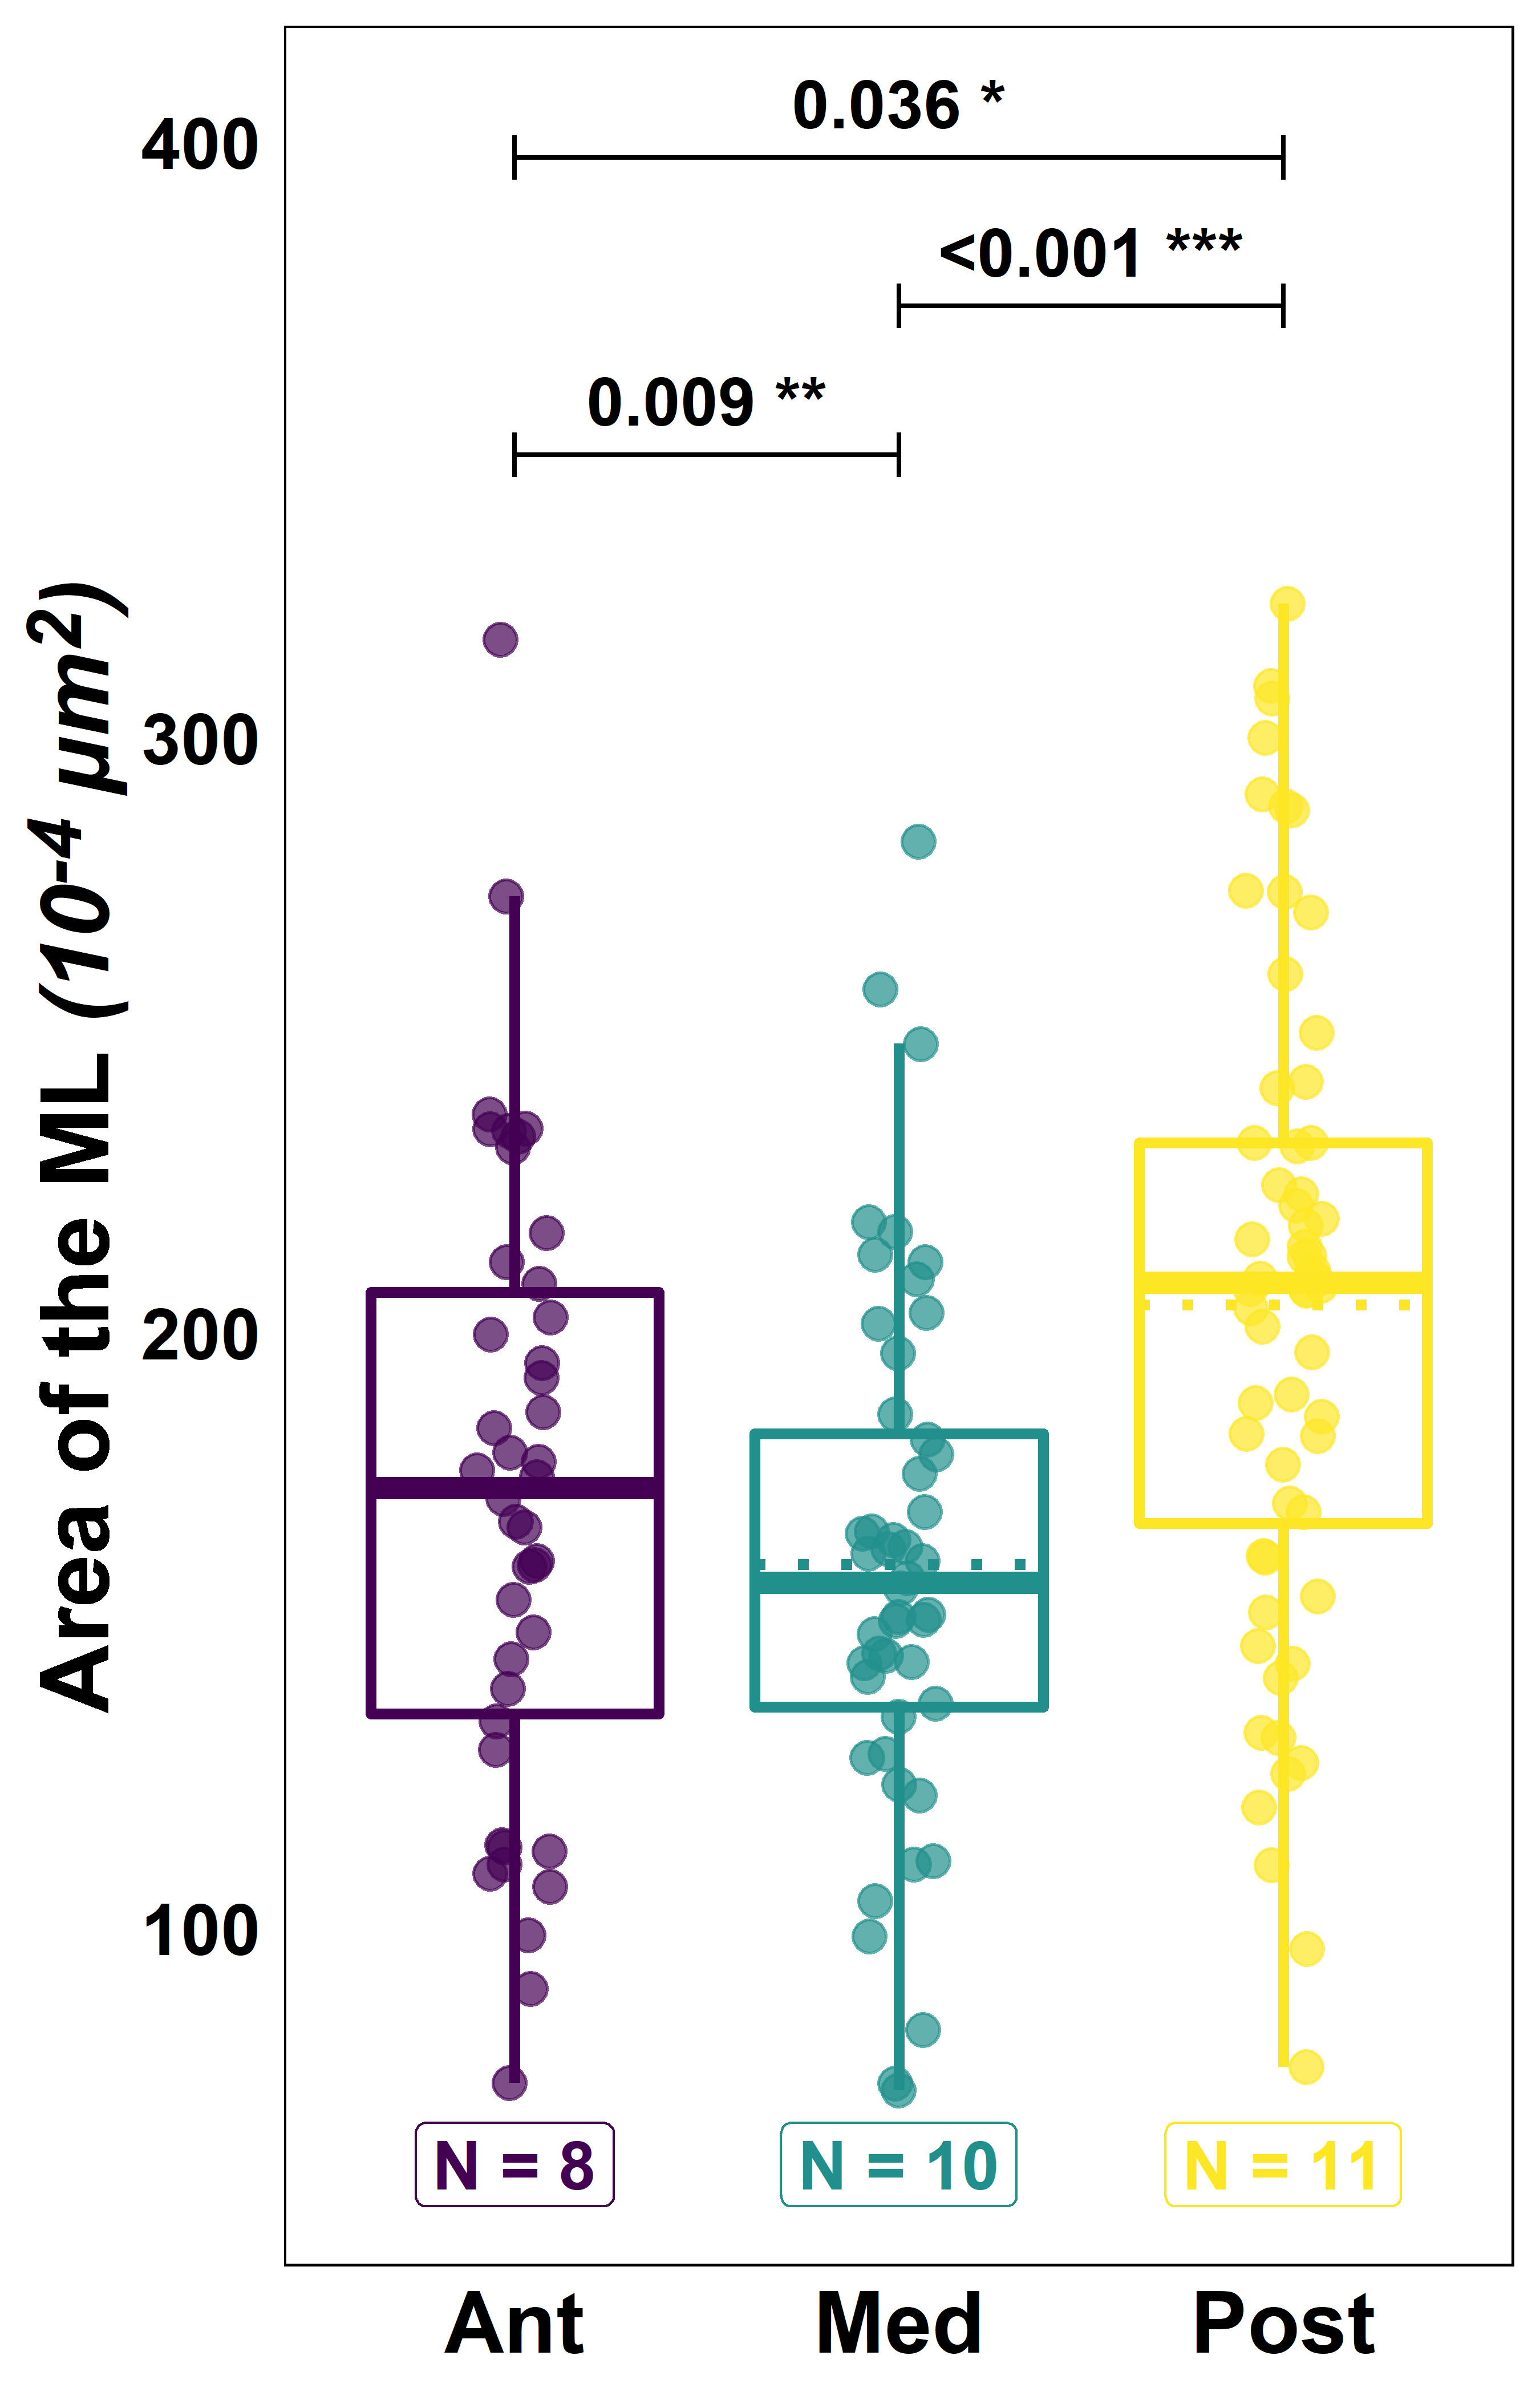 0.036 *
400
<0.001 ***
0.009 **
Area of the ML (10⁻⁴ µm²)
300
200
100
N = 8 N = 10 N = 11
Ant Med Post